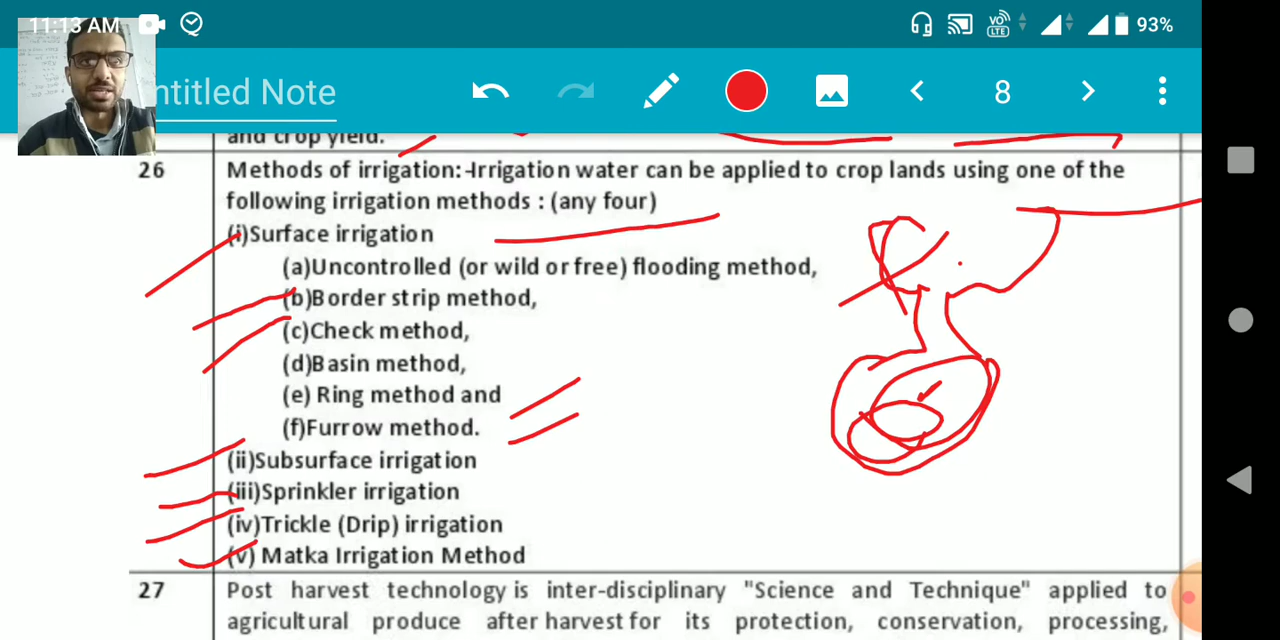 11:13 AM
VO
LTE
93%
ntitled Note
8
and crop yield.
26
Methods of irrigation:-Irrigation water can be applied to crop lands using one of the
following irrigation methods : (any four)
(i)Surface irrigation
(a)Uncontrolled (or wild or free) flooding method,
(b)Border strip method,
(c)Check method,
(d)Basin method,
(e) Ring method and
(f)Furrow method.
(ii)Subsurface irrigation
(iii)Sprinkler irrigation
(iv)Trickle (Drip) irrigation
(v) Matka Irrigation Method
27
Post harvest technology is inter-disciplinary "Science and Technique" applied to
agricultural produce after harvest for its protection, conservation, processing,